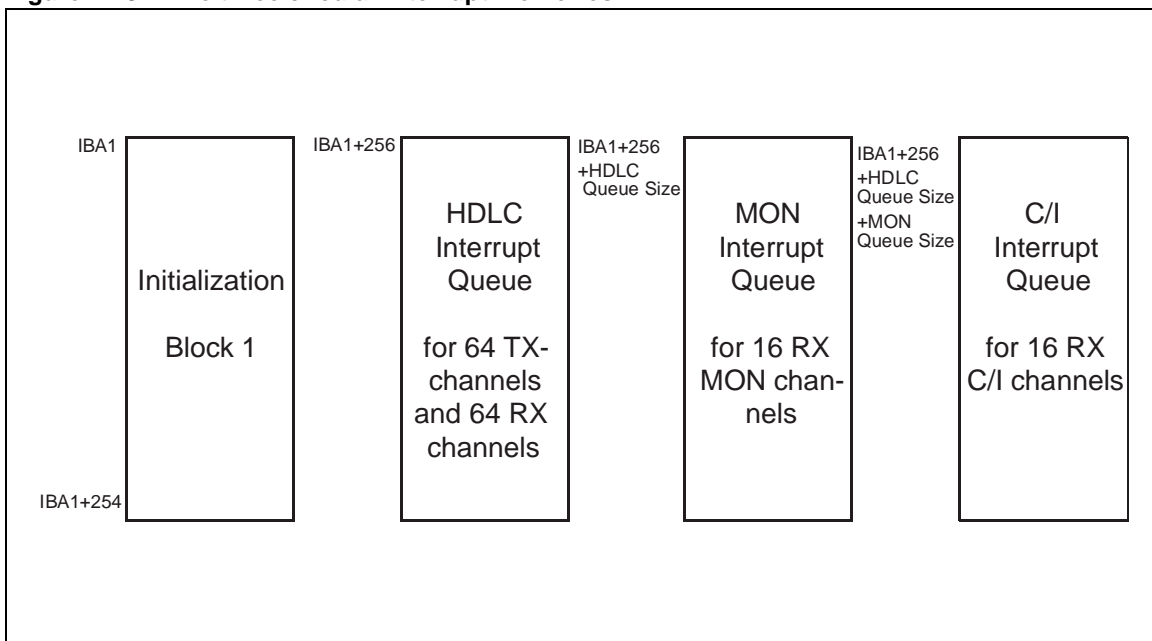 IBA1
Initialization
Block 1
IBA1+254
IBA1+256
HDLC
Interrupt
Queue
for 64 TX-
channels
and 64 RX
channels
IBA1+256
+HDLC
Queue Size
MON
Interrupt
Queue
for 16 RX
MON chan-
nels
IBA1+256
+HDLC
Queue Size
+MON
Queue Size
C/I
Interrupt
Queue
for 16 RX
C/I channels